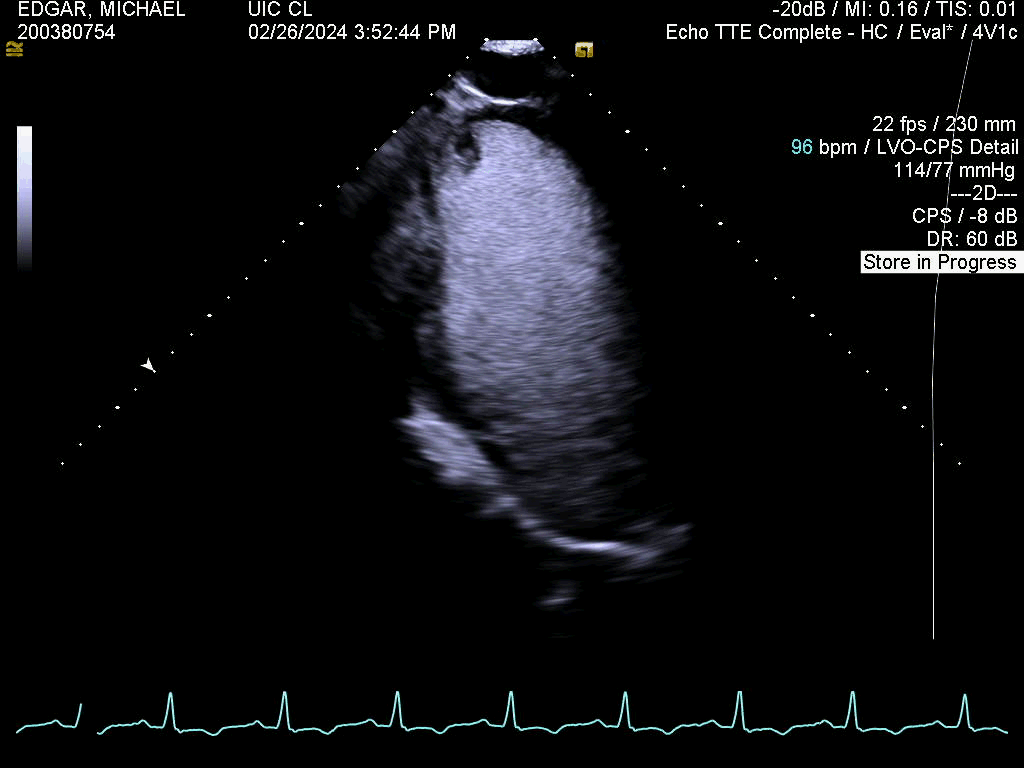 EDGAR, MICHAEL
200380754
UIC CL
02/26/2024 3:52:44 PM
-20dB / MI: 0.16 / TIS: 0.01
Echo TTE Complete - HC / Eval* / 4V1c
22 fps / 230 mm
96 bpm / LVO-CPS Detail
114/77 mmHg
---2D---
CPS / -8 dB
DR: 60 dB
Store in Progress